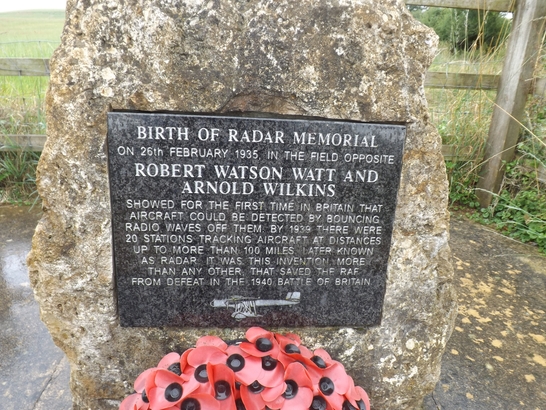 BIRTH OF RADAR MEMORIAL
ON 26th FEBRUARY 1935, IN THE FIELD OPPOSITE
ROBERT WATSON WATT AND
ARNOLD WILKINS
SHOWED FOR THE FIRST TIME IN BRITAIN THAT
AIRCRAFT COULD BE DETECTED BY BOUNCING
RADIO WAVES OFF THEM. BY 1939 THERE WERE
20 STATIONS TRACKING AIRCRAFT AT DISTANCES
UP TO MORE THAN 100 MILES. LATER KNOWN
AS RADAR, IT WAS THIS INVENTION, MORE
THAN ANY OTHER, THAT SAVED THE RAF
FROM DEFEAT IN THE 1940 BATTLE OF BRITAIN.